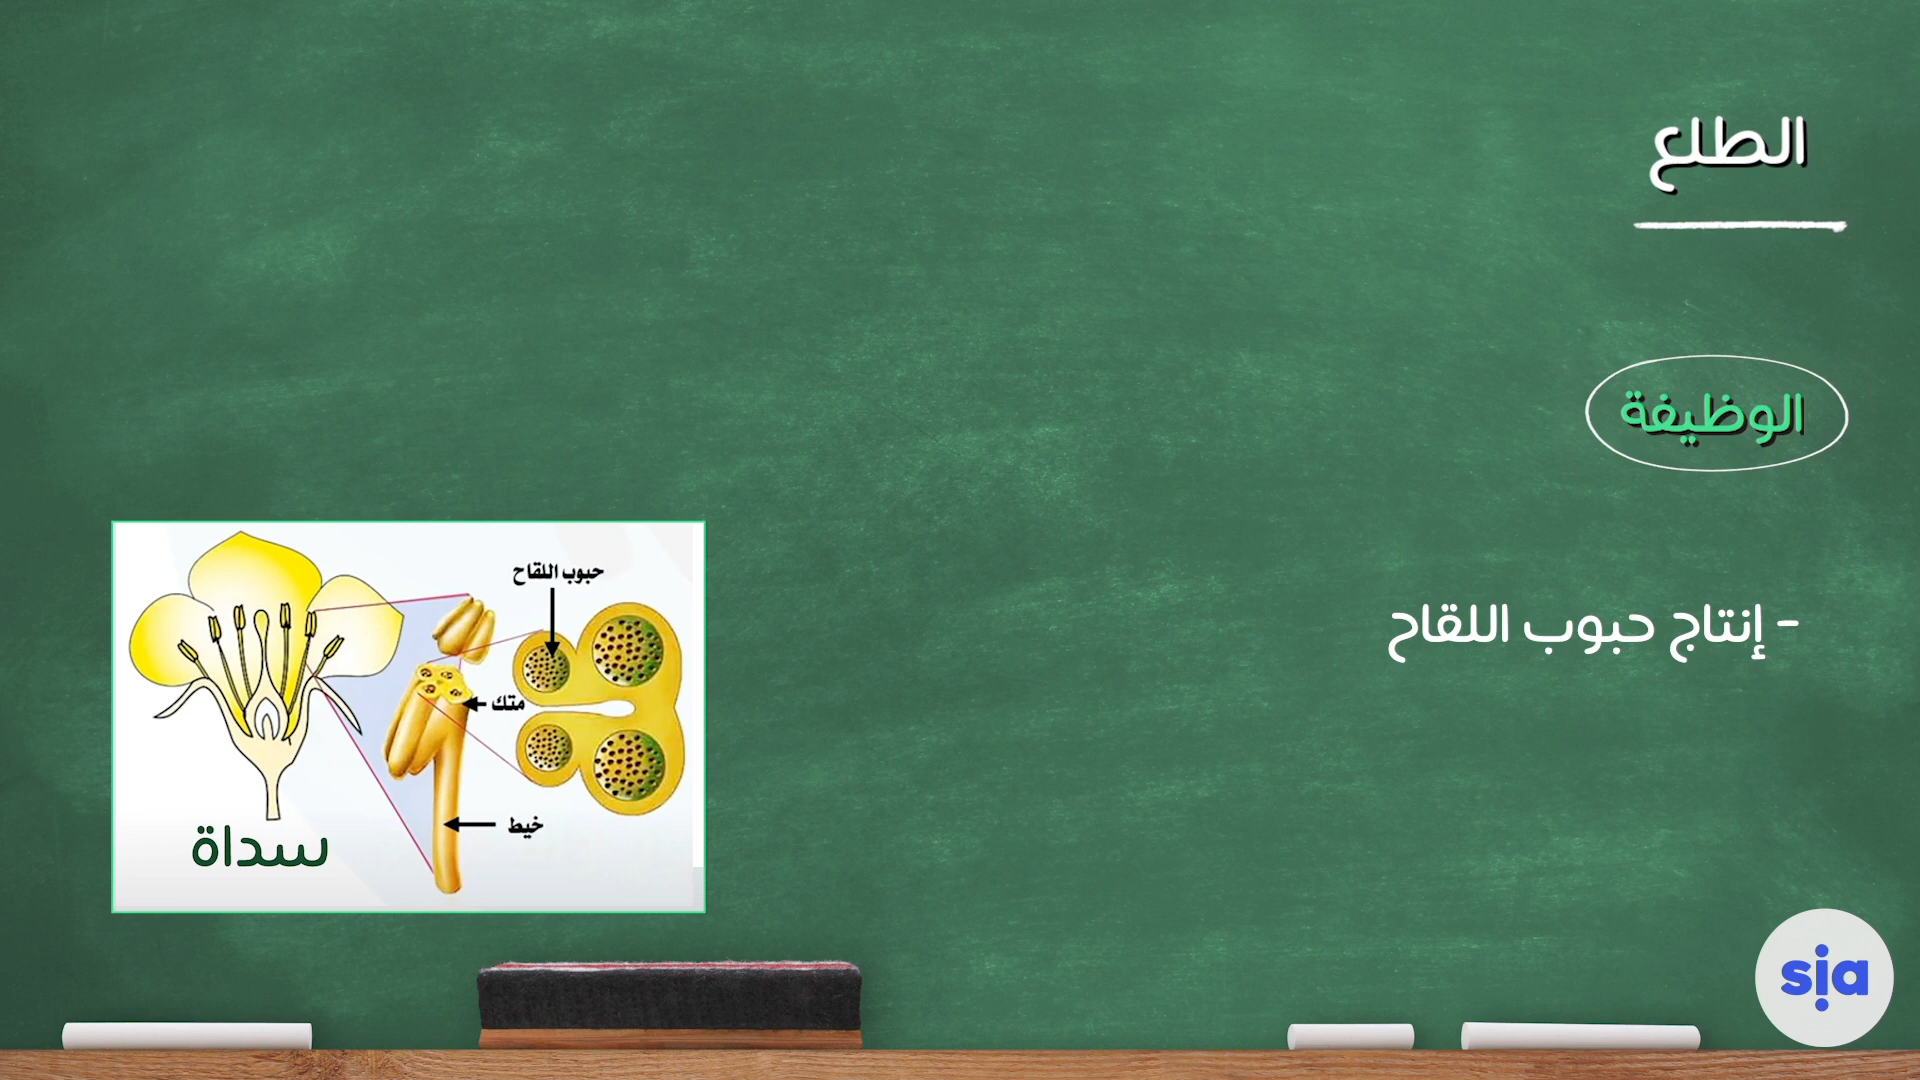 الطلع
الوظيفة
- إنتاج حبوب اللقاح
حبوب اللقاح
متك
خيط
سداة
sia